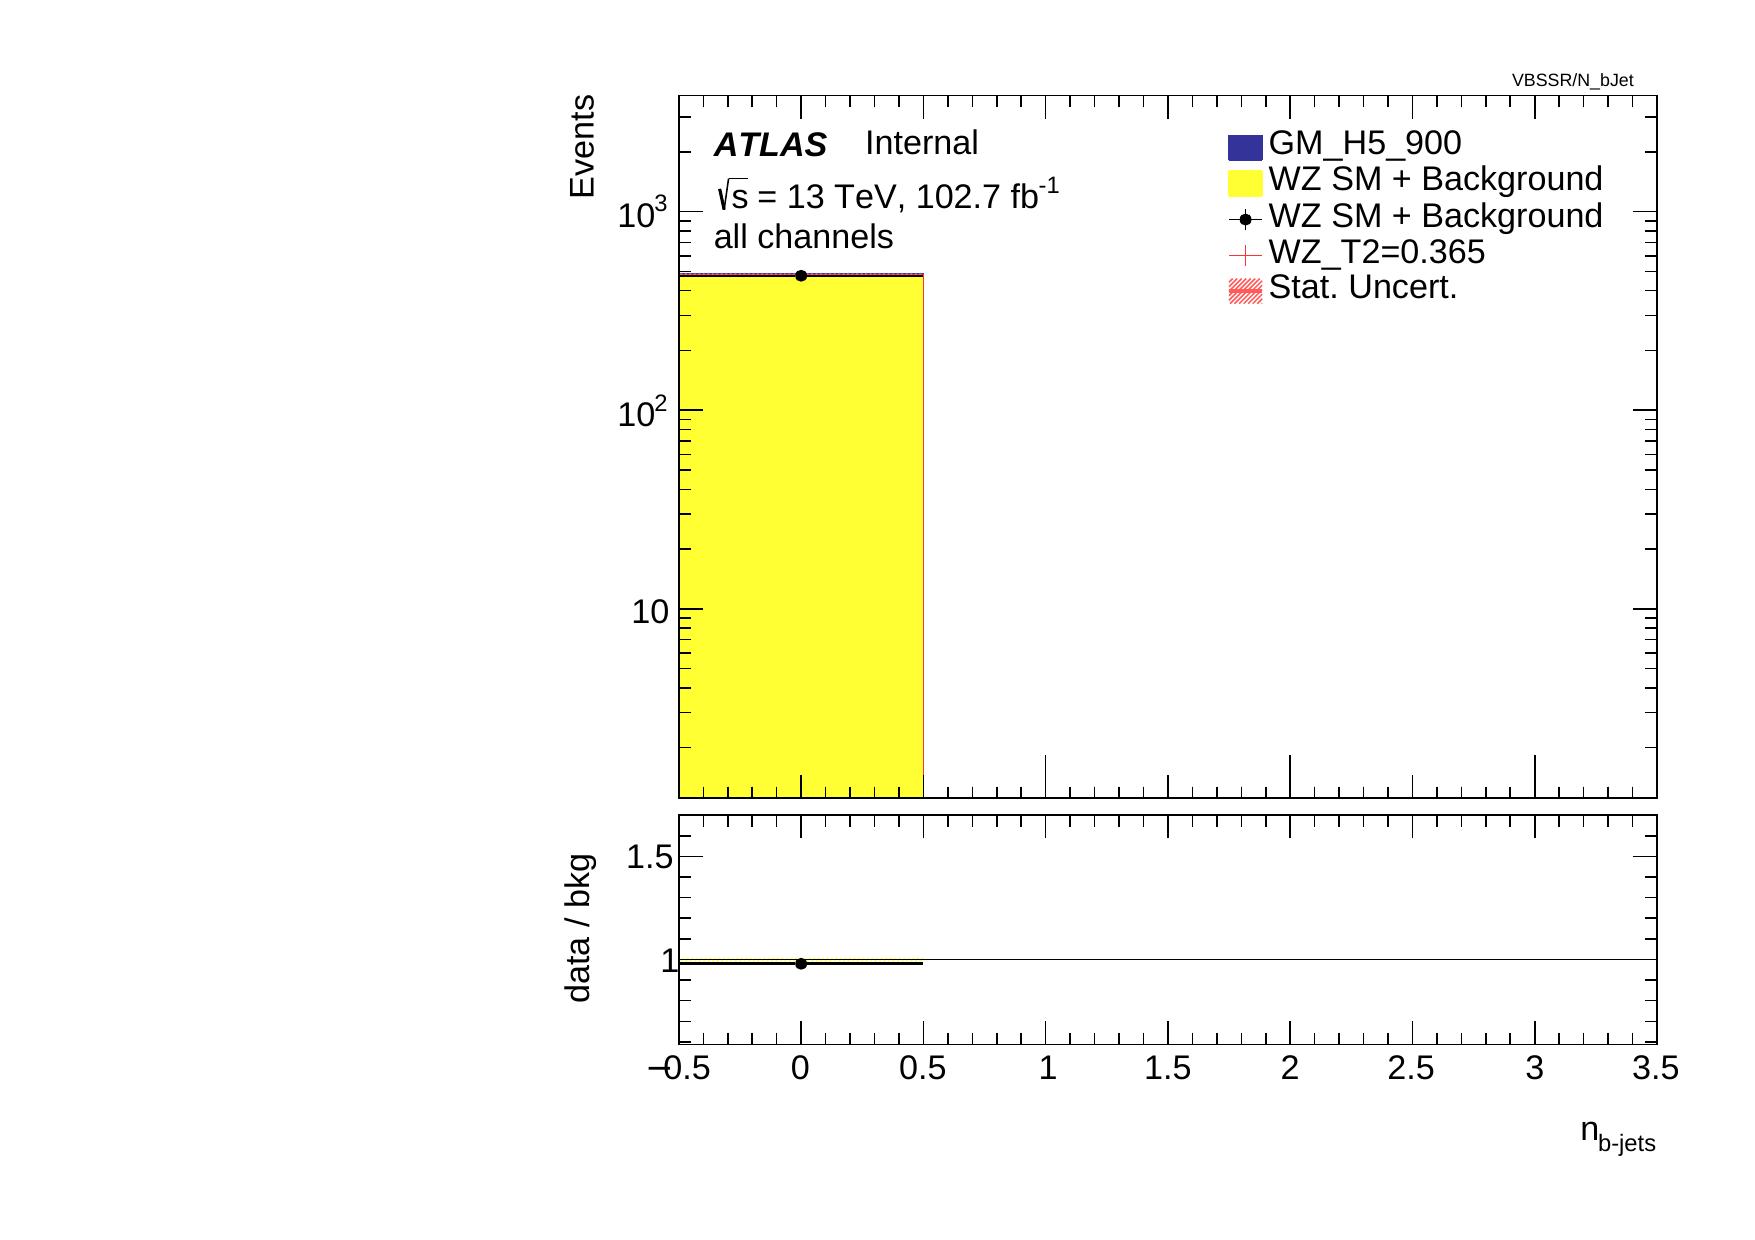 VBSSR/N_bJet
Events
ATLAS Internal
√s = 13 TeV, 102.7 fb⁻¹
all channels
GM_H5_900
WZ SM + Background
WZ SM + Background
WZ_T2=0.365
Stat. Uncert.
10³
10²
10
data / bkg
1.5
1
−0.5 0 0.5 1 1.5 2 2.5 3 3.5
n_b-jets